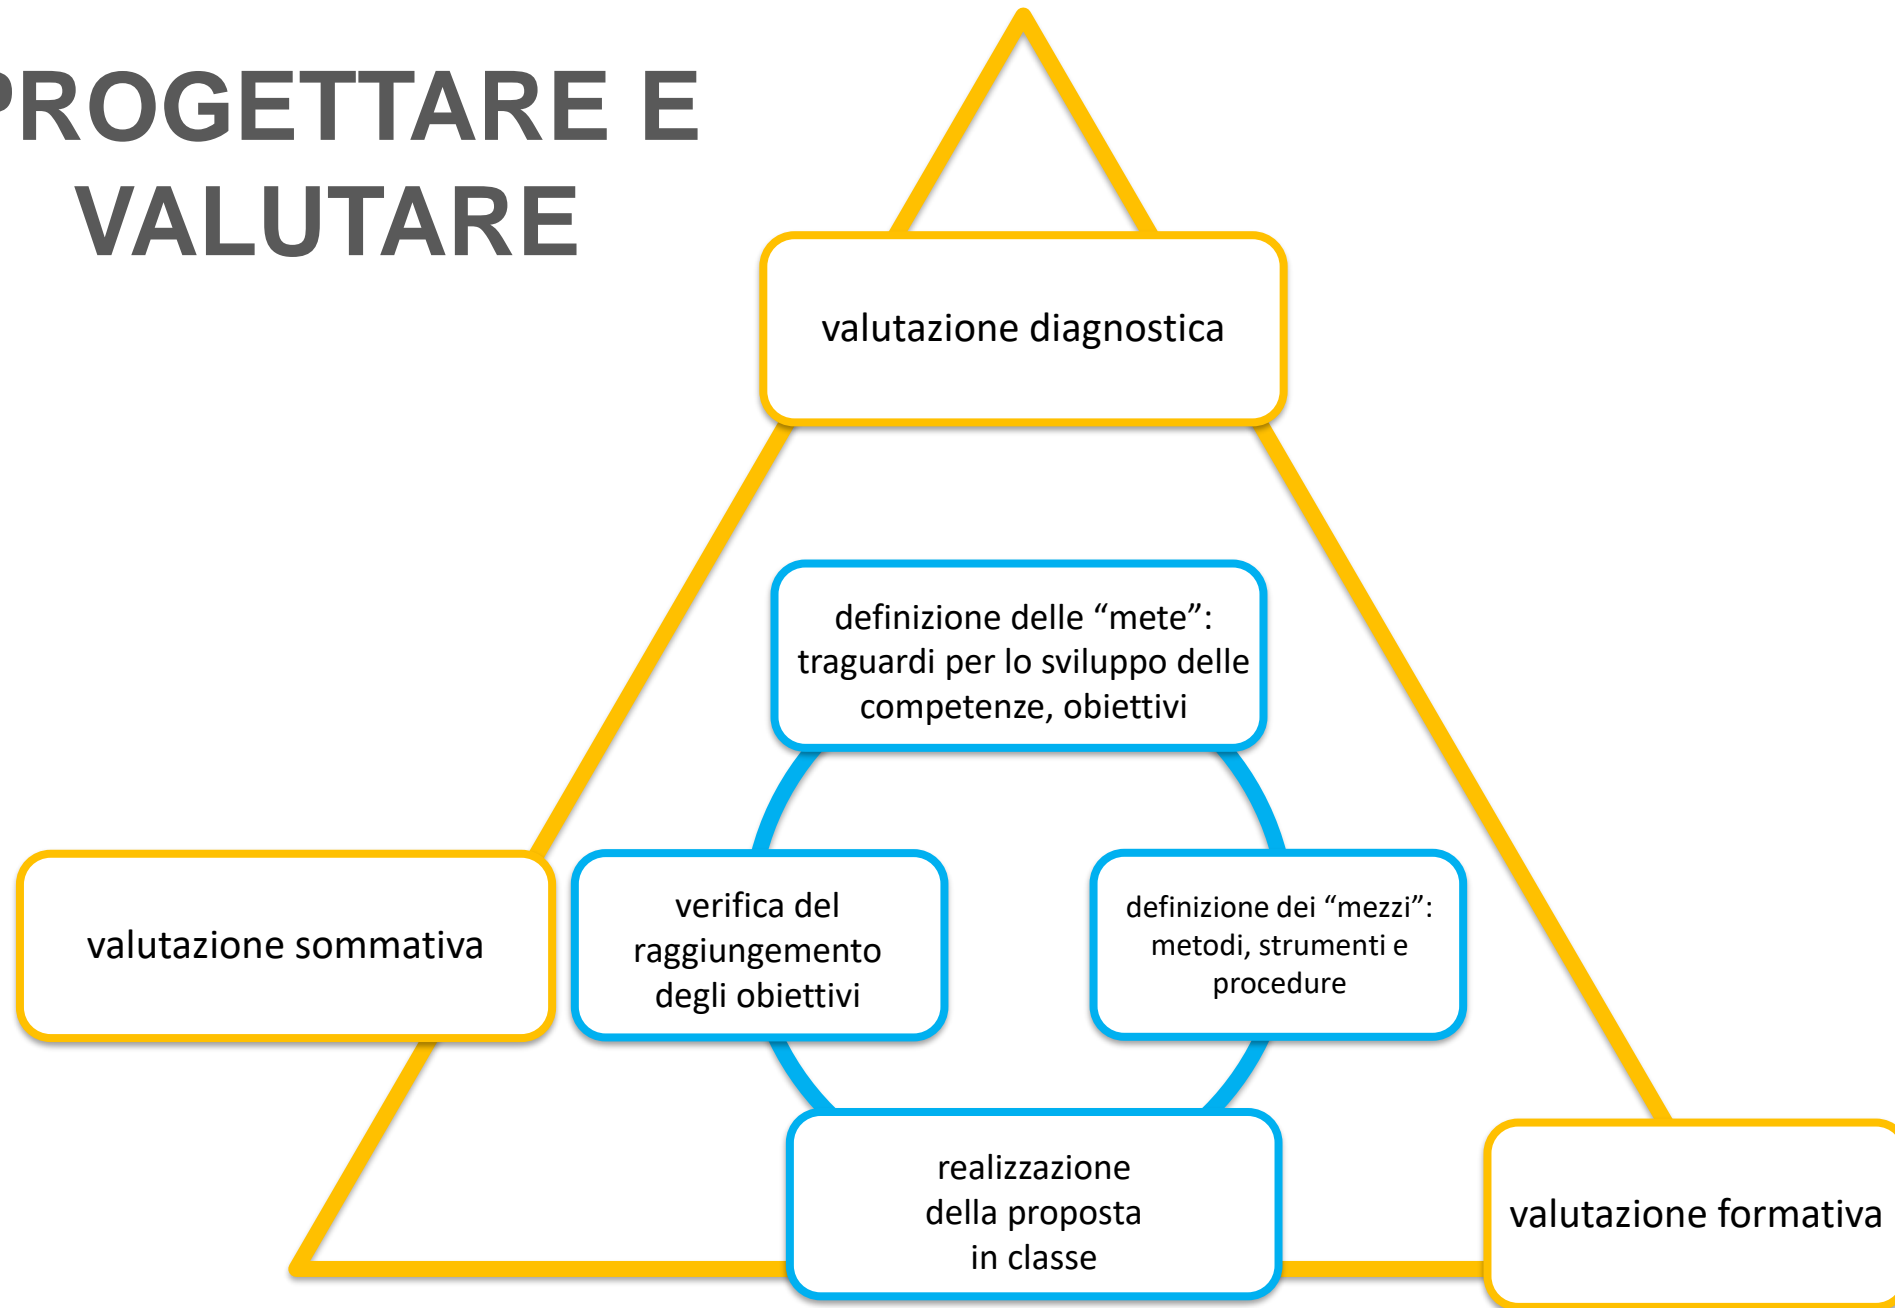 PROGETTARE E
VALUTARE
valutazione diagnostica
definizione delle “mete”:
traguardi per lo sviluppo delle
competenze, obiettivi
valutazione sommativa
verifica del
raggiungemento
degli obiettivi
definizione dei “mezzi”:
metodi, strumenti e
procedure
realizzazione
della proposta
in classe
valutazione formativa